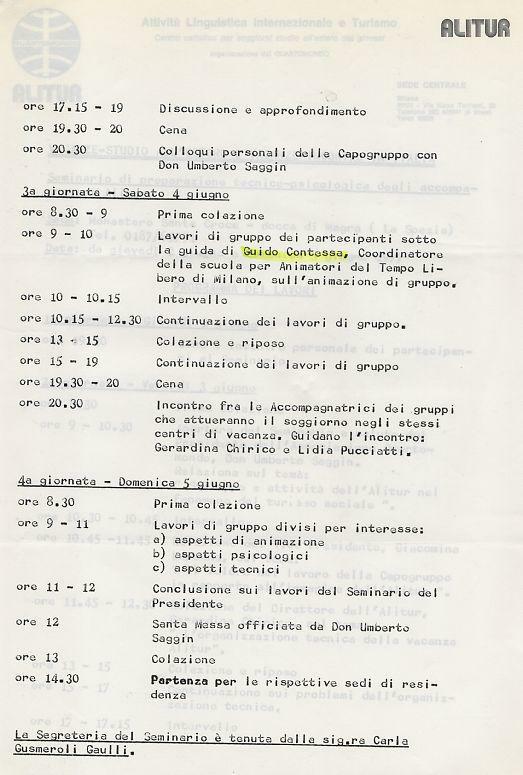 Attività Linguistica Internazionale e Turismo
ALITUR
ALITUR
SEDE CENTRALE
ore 17.15 - 19 Discussione e approfondimento
ore 19.30 - 20 Cena
ore 20.30 Colloqui personali delle Capogruppo con
Don Umberto Saggin
3a giornata - Sabato 4 giugno
ore 8.30 - 9 Prima colazione
ore 9 - 10 Lavori di gruppo dei partecipanti sotto
la guida di Guido Contessa, Coordinatore
della scuola per Animatori del Tempo Li-
bero di Milano, sull'animazione di gruppo.
ore 10 - 10.15 Intervallo
ore 10.15 - 12.30 Continuazione dei lavori di gruppo.
ore 13 - 15 Colazione e riposo
ore 15 - 19 Continuazione dei lavori di gruppo
ore 19.30 - 20 Cena
ore 20.30 Incontro fra le Accompagnatrici dei gruppi
che attueranno il soggiorno negli stessi
centri di vacanza. Guidano l'incontro:
Gerardina Chirico e Lidia Pucciatti.
4a giornata - Domenica 5 giugno
ore 8.30 Prima colazione
ore 9 - 11 Lavori di gruppo divisi per interesse:
a) aspetti di animazione
b) aspetti psicologici
c) aspetti tecnici
ore 11 - 12 Conclusione sui lavori del Seminario del
Presidente
ore 12 Santa Messa officiata da Don Umberto
Saggin
ore 13 Colazione
ore 14.30 Partenza per le rispettive sedi di resi-
denza
La Segreteria del Seminario è tenuta dalla sig.ra Carla
Gusmeroli Gaulli.